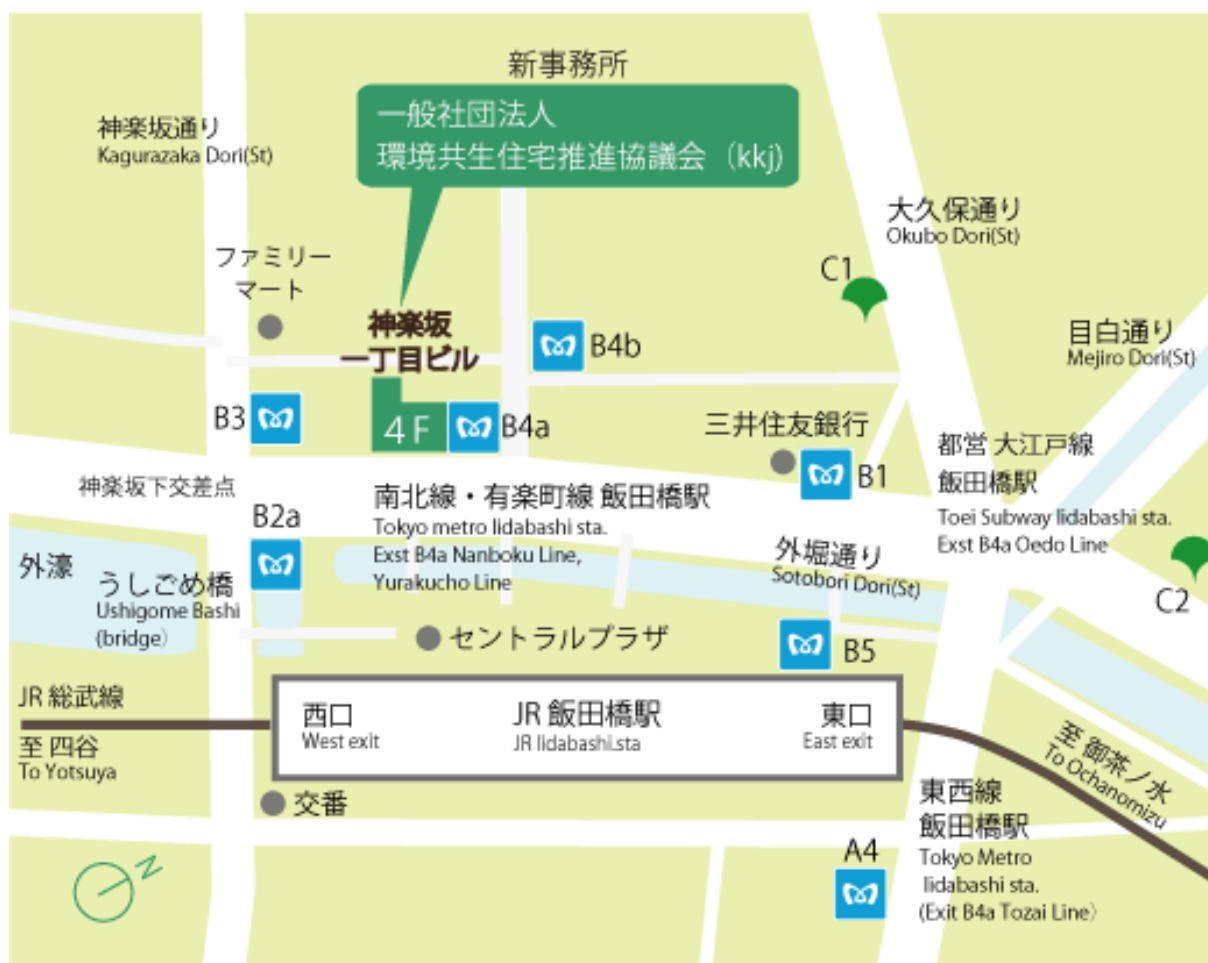 新事務所
一般社団法人
環境共生住宅推進協議会（kkj)
神楽坂通り
Kagurazaka Dori(St)
大久保通り
Okubo Dori(St)
C1
ファミリー
マート
神楽坂
一丁目ビル
B4b
目白通り
Mejiro Dori(St)
B3
4F
B4a
三井住友銀行
B1
都営 大江戸線
飯田橋駅
Toei Subway Iidabashi sta.
Exst B4a Oedo Line
神楽坂下交差点
B2a
南北線・有楽町線 飯田橋駅
Tokyo metro Iidabashi sta.
Exst B4a Nanboku Line,
Yurakucho Line
外堀通り
Sotobori Dori(St)
C2
外濠
うしごめ橋
Ushigome Bashi
(bridge）
セントラルプラザ
B5
JR 総武線
至 四谷
To Yotsuya
西口
West exit
JR 飯田橋駅
JR Iidabashi.sta
東口
East exit
至 御茶ノ水
To Ochanomizu
交番
東西線
飯田橋駅
Tokyo Metro
Iidabashi sta.
(Exit B4a Tozai Line）
A4
N